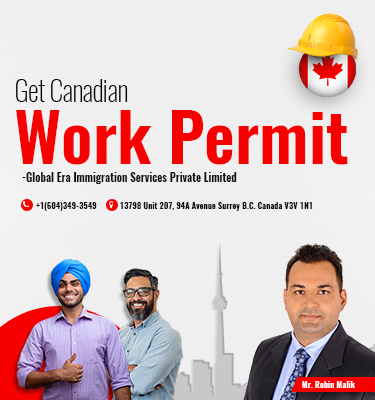 Get Canadian
Work Permit
-Global Era Immigration Services Private Limited
+1(604)349-3549 13798 Unit 207, 94A Avenue Surrey B.C. Canada V3V 1N1
Mr. Robin Malik